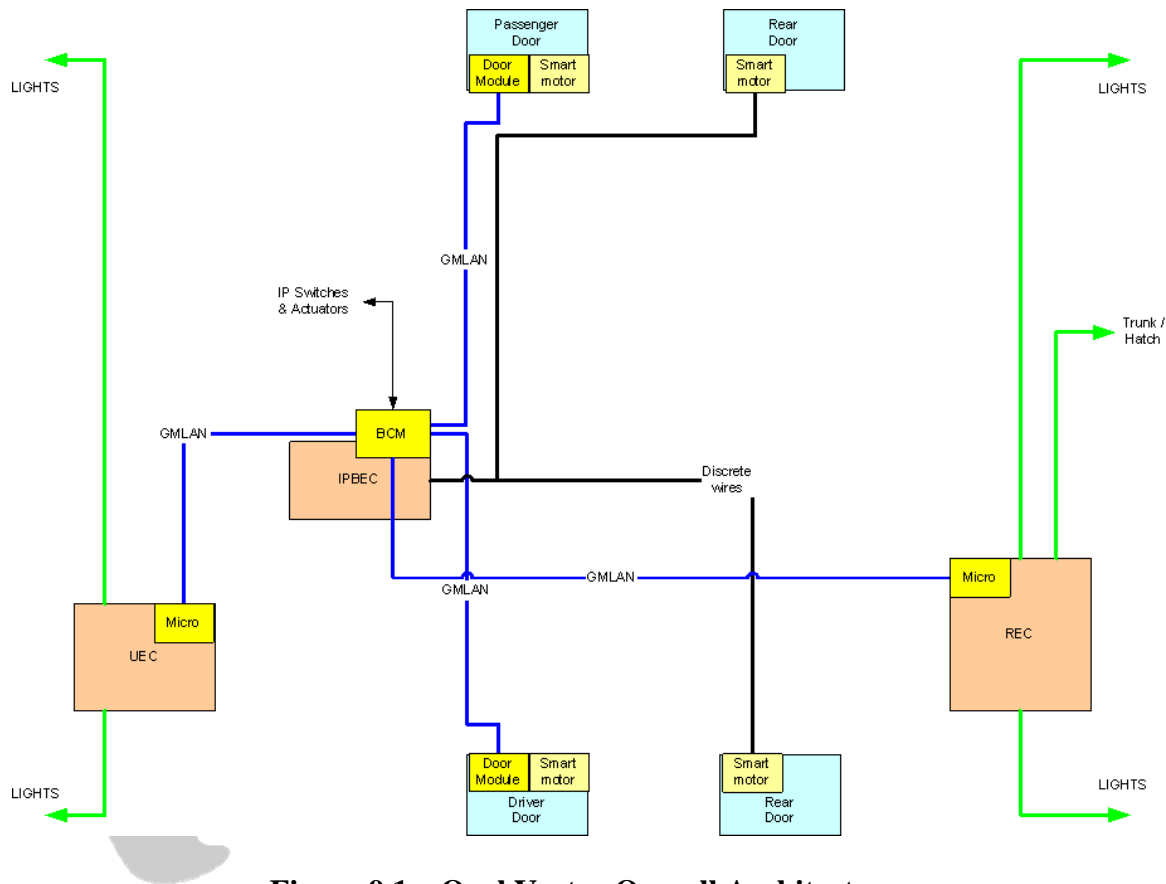 Passenger
Door
Door
Module
Smart
motor
Rear
Door
Smart
motor
LIGHTS
LIGHTS
GMLAN
IP Switches
& Actuators
Trunk /
Hatch
GMLAN
BCM
IPBEC
Discrete
wires
GMLAN
GMLAN
Micro
Micro
UEC
REC
Door
Module
Smart
motor
Driver
Door
Smart
motor
Rear
Door
LIGHTS
LIGHTS